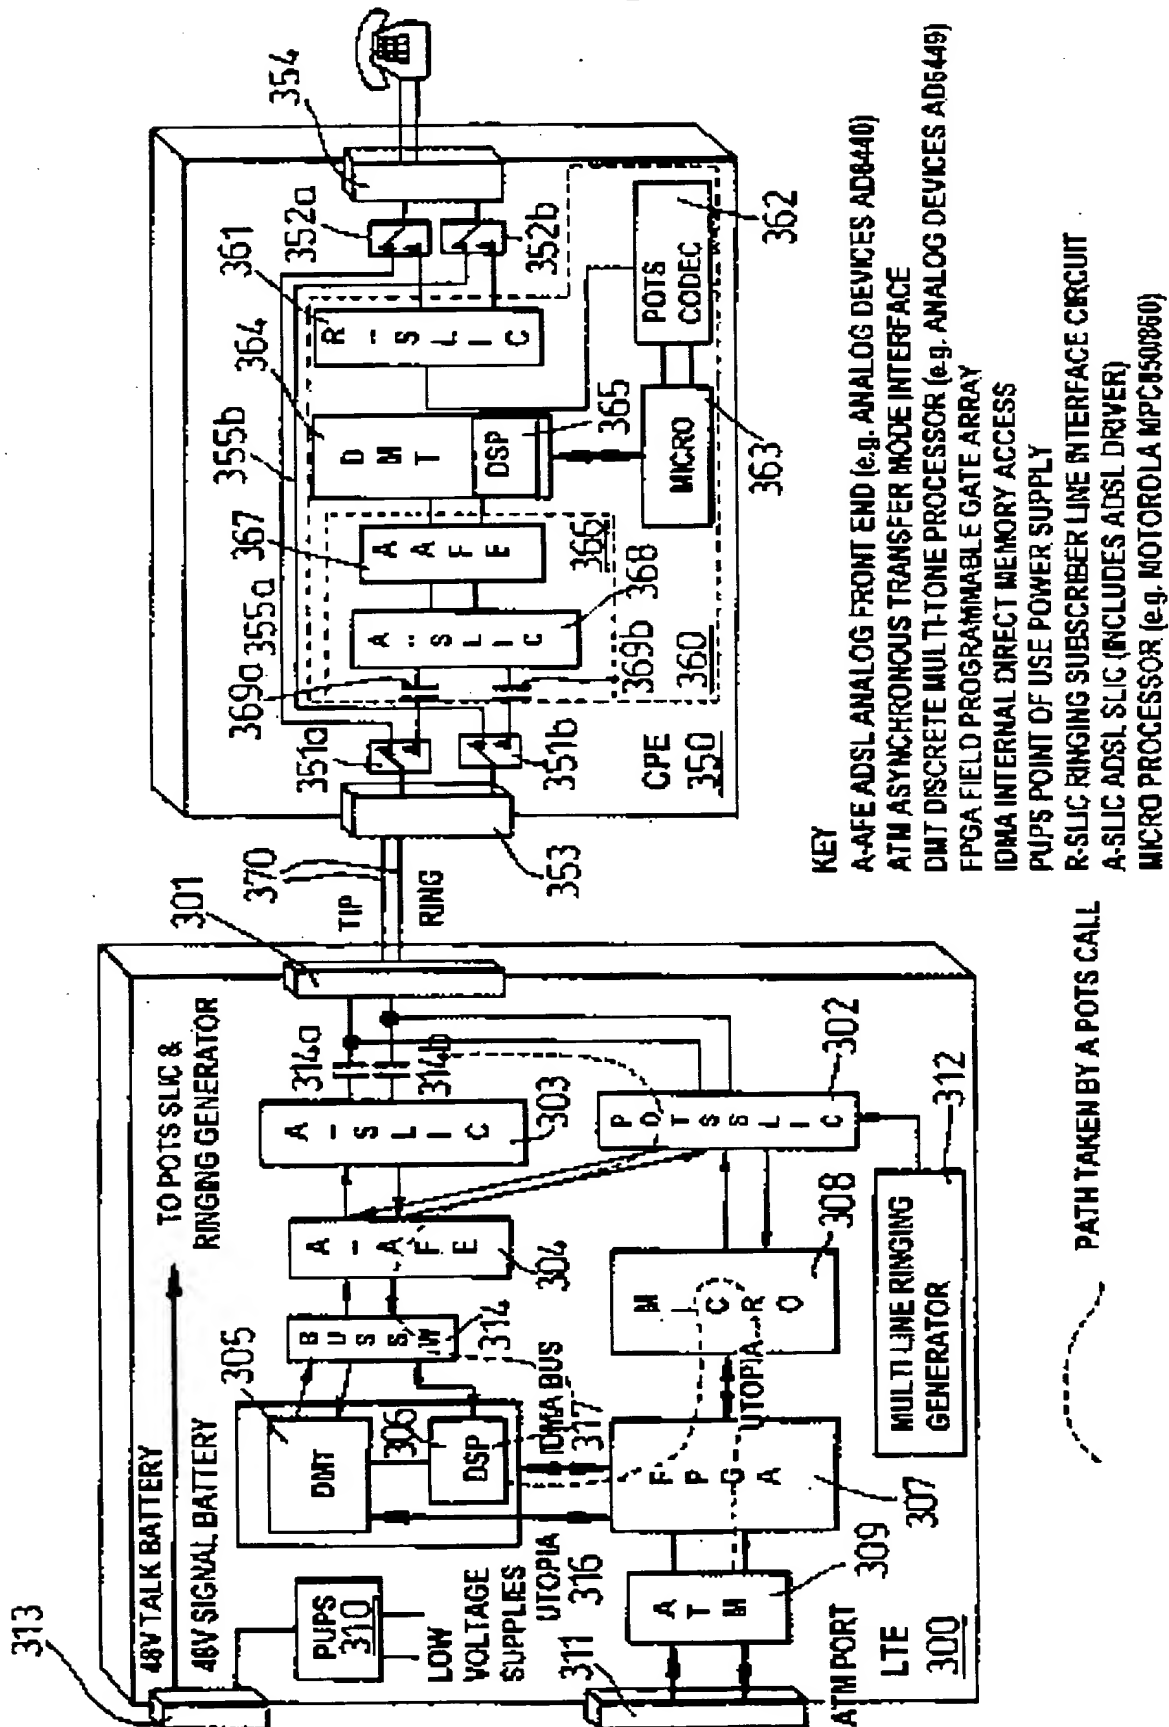 313
48V TALK BATTERY
48V SIGNAL BATTERY
TO POTS SLIC &
RINGING GENERATOR
PUPS
310
LOW
VOLTAGE
SUPPLIES
305
DMT
306
DSP
BUS SW
314
A-AFE
304
A-SLIC
303
314a
314b
301
TIP
RING
370
UTOPIA
316
IDMA BUS
317
FPGA
307
UTOPIA
MICRO
308
POTS SLIC
302
312
MULTI LINE RINGING
GENERATOR
ATM
309
311
ATM PORT
LTE
300
PATH TAKEN BY A POTS CALL
353
351a
351b
CPE
350
369a
369b
355a
355b
A-SLIC
368
367
AAFE
366
360
364
DMT
DSP
365
361
R-SLIC
352a
352b
354
MICRO
363
POTS
CODEC
362
KEY
A-AFE ADSL ANALOG FRONT END (e.g. ANALOG DEVICES AD6440)
ATM ASYNCHRONOUS TRANSFER MODE INTERFACE
DMT DISCRETE MULTI-TONE PROCESSOR (e.g. ANALOG DEVICES AD6449)
FPGA FIELD PROGRAMMABLE GATE ARRAY
IDMA INTERNAL DIRECT MEMORY ACCESS
PUPS POINT OF USE POWER SUPPLY
R-SLIC RINGING SUBSCRIBER LINE INTERFACE CIRCUIT
A-SLIC ADSL SLIC (INCLUDES ADSL DRIVER)
MICRO PROCESSOR (e.g. MOTOROLA MPC850/860)